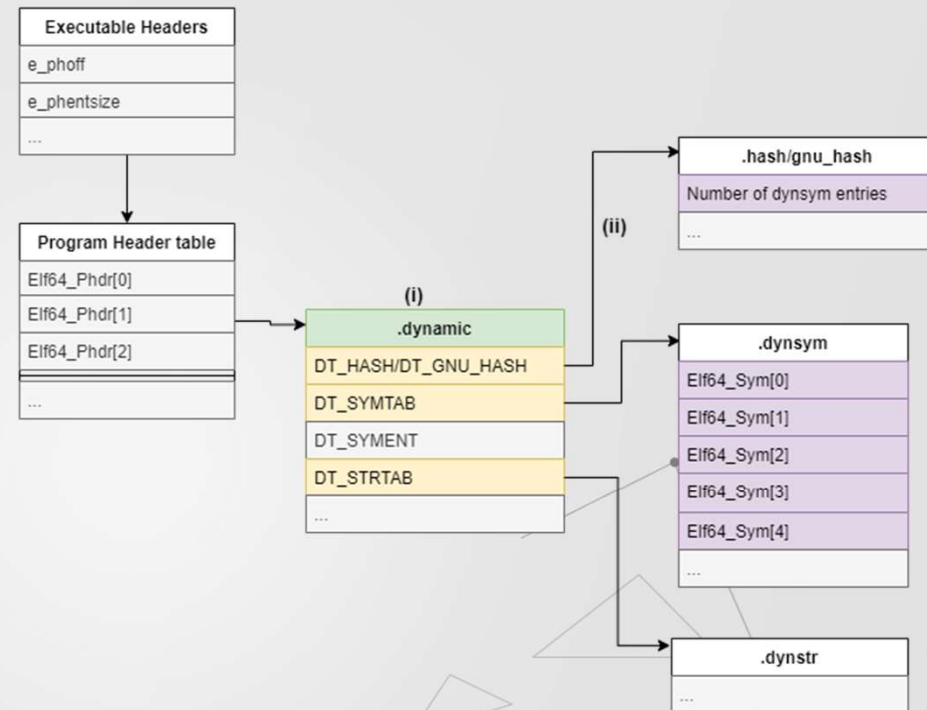 Executable Headers
e_phoff
e_phentsize
...
Program Header table
Elf64_Phdr[0]
Elf64_Phdr[1]
Elf64_Phdr[2]
...
(i)
.dynamic
DT_HASH/DT_GNU_HASH
DT_SYMTAB
DT_SYMENT
DT_STRTAB
...
(ii)
.hash/gnu_hash
Number of dynsym entries
...
.dynsym
Elf64_Sym[0]
Elf64_Sym[1]
Elf64_Sym[2]
Elf64_Sym[3]
Elf64_Sym[4]
...
.dynstr
...